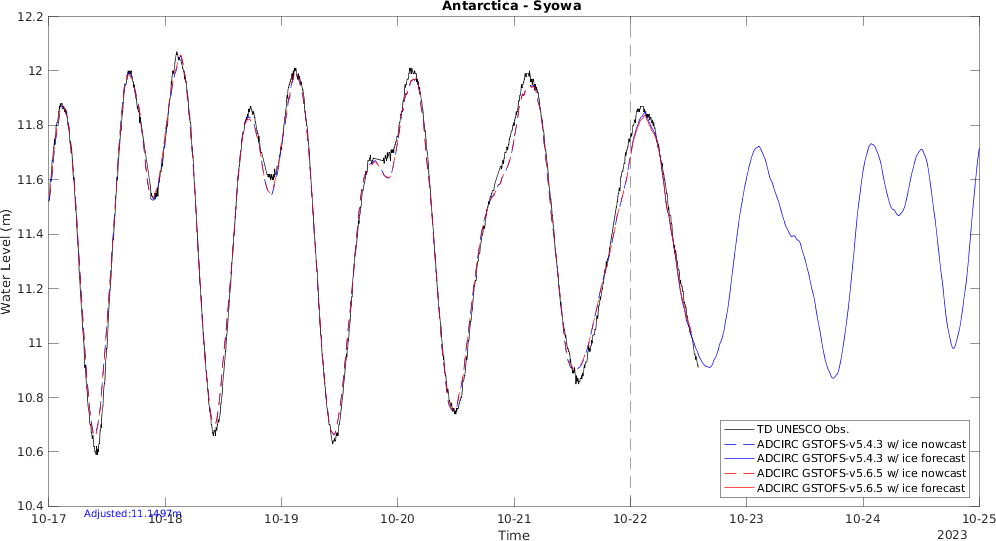 Antarctica - Syowa
12.2
12
11.8
11.6
11.4
11.2
11
10.8
10.6
10.4
Water Level (m)
TD UNESCO Obs.
ADCIRC GSTOFS-v5.4.3 w/ ice nowcast
ADCIRC GSTOFS-v5.4.3 w/ ice forecast
ADCIRC GSTOFS-v5.6.5 w/ ice nowcast
ADCIRC GSTOFS-v5.6.5 w/ ice forecast
Adjusted:11.1497m
10-17 10-18 10-19 10-20 10-21 10-22 10-23 10-24 10-25
Time
2023